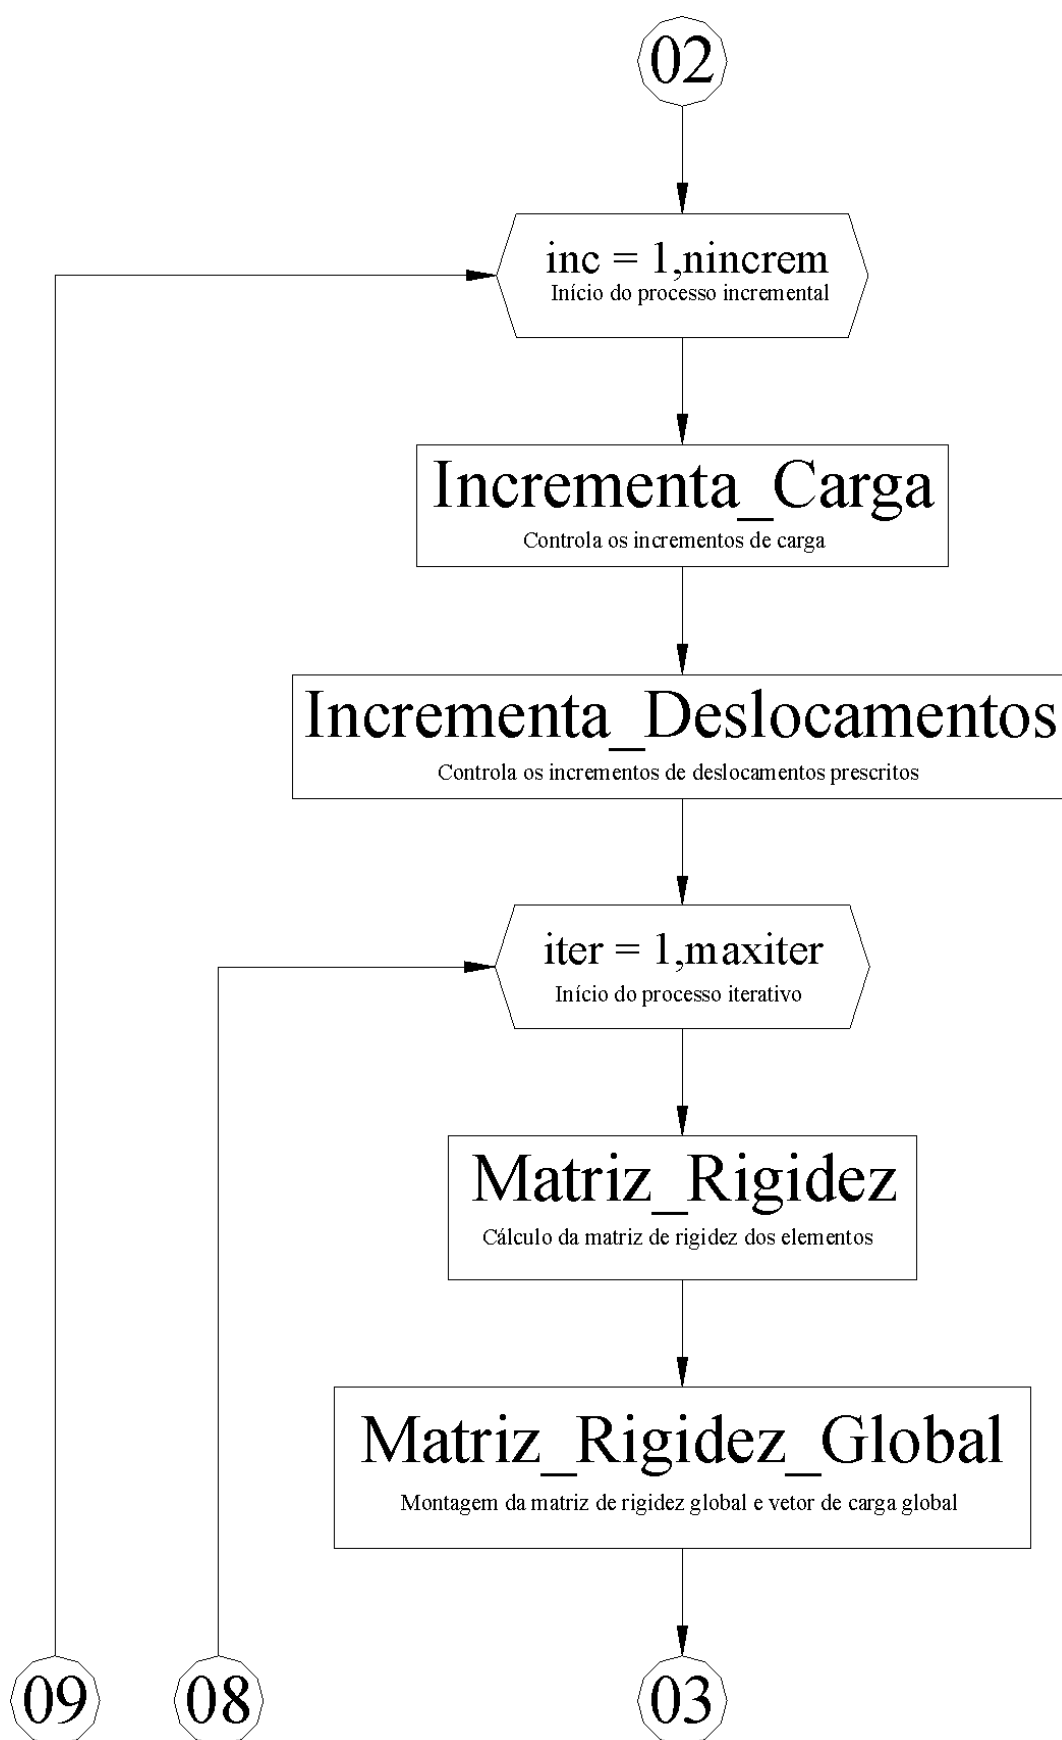 02
inc = 1,nincrem
Início do processo incremental
Incrementa_Carga
Controla os incrementos de carga
Incrementa_Deslocamentos
Controla os incrementos de deslocamentos prescritos
iter = 1,maxiter
Início do processo iterativo
Matriz_Rigidez
Cálculo da matriz de rigidez dos elementos
Matriz_Rigidez_Global
Montagem da matriz de rigidez global e vetor de carga global
09
08
03